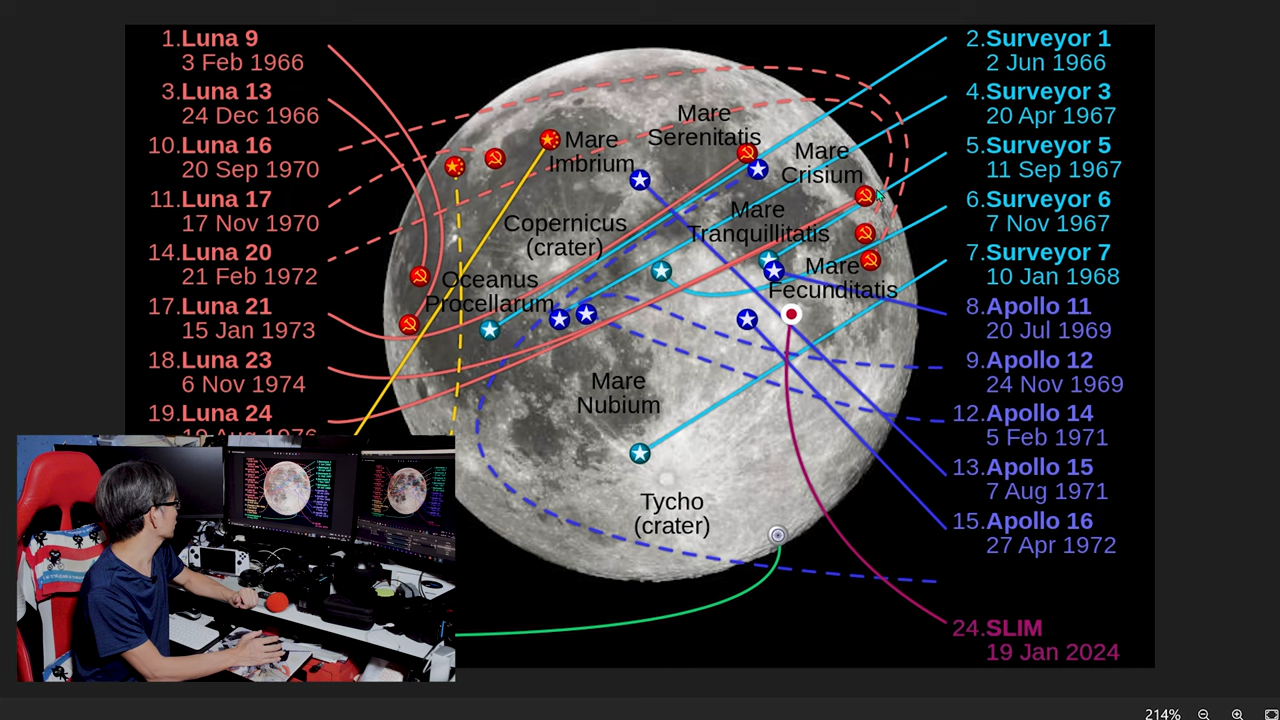 1.Luna 9
3 Feb 1966
3.Luna 13
24 Dec 1966
10.Luna 16
20 Sep 1970
11.Luna 17
17 Nov 1970
14.Luna 20
21 Feb 1972
17.Luna 21
15 Jan 1973
18.Luna 23
6 Nov 1974
19.Luna 24
Mare
Serenitatis
Mare
Imbrium
Mare
Crisium
Copernicus
(crater)
Mare
Tranquillitatis
Oceanus
Procellarum
Mare
Fecunditatis
Mare
Nubium
Tycho
(crater)
2.Surveyor 1
2 Jun 1966
4.Surveyor 3
20 Apr 1967
5.Surveyor 5
11 Sep 1967
6.Surveyor 6
7 Nov 1967
7.Surveyor 7
10 Jan 1968
8.Apollo 11
20 Jul 1969
9.Apollo 12
24 Nov 1969
12.Apollo 14
5 Feb 1971
13.Apollo 15
7 Aug 1971
15.Apollo 16
27 Apr 1972
24.SLIM
19 Jan 2024
214%